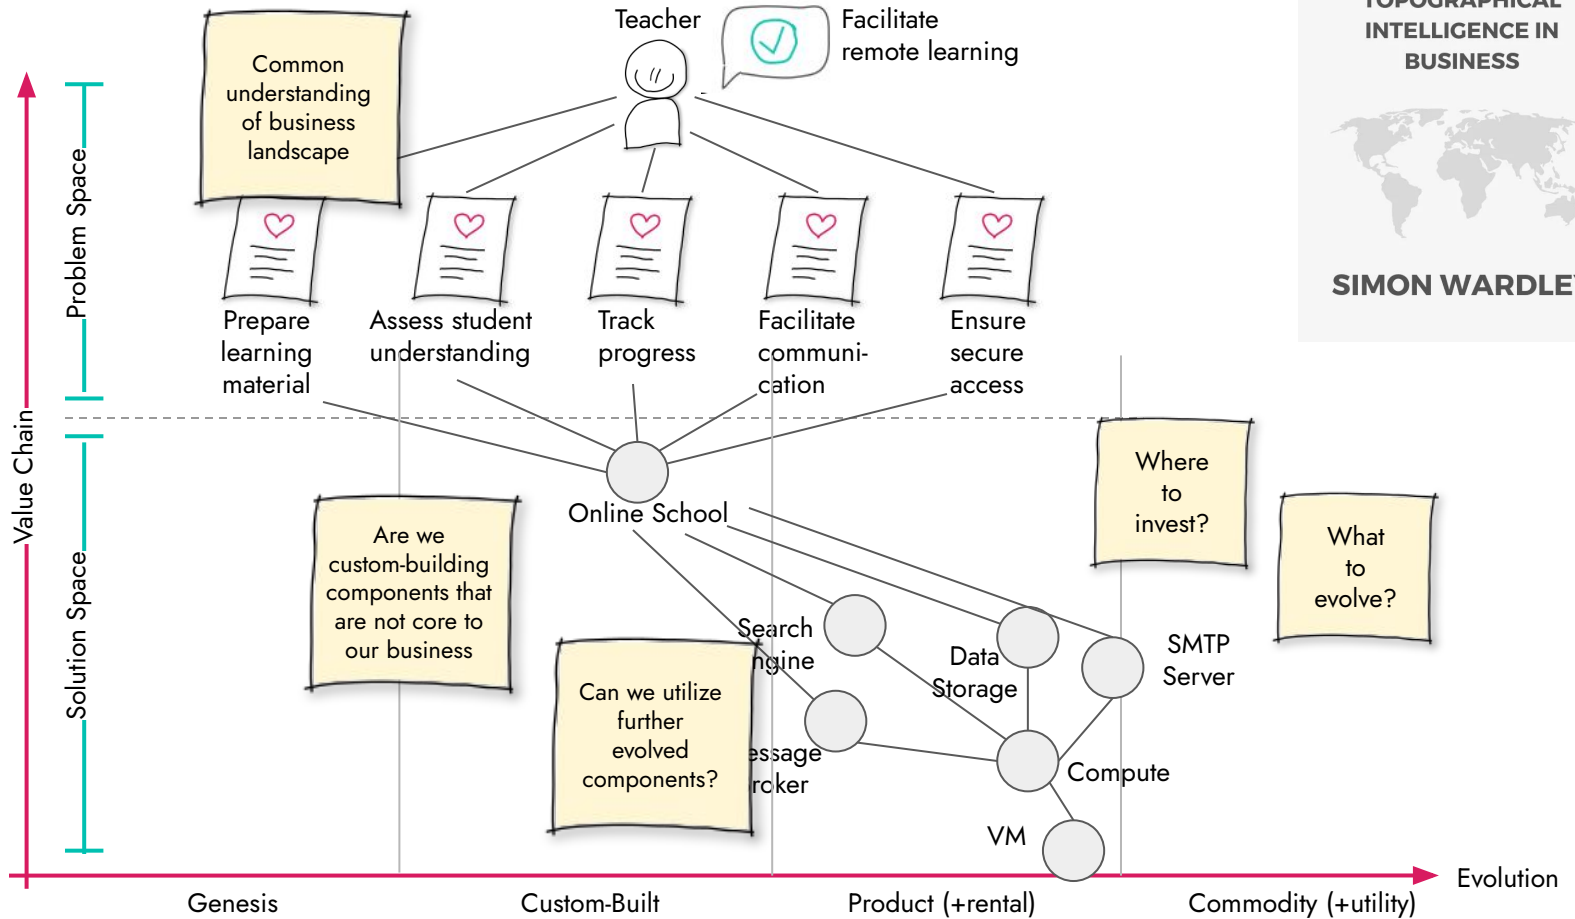 Teacher
Facilitate
remote learning
TOPOGRAPHICAL
INTELLIGENCE IN
BUSINESS
SIMON WARDLEY
Common
understanding
of business
landscape
Problem Space
Prepare
learning
material
Assess student
understanding
Track
progress
Facilitate
communi-
cation
Ensure
secure
access
Value Chain
Solution Space
Online School
Where
to
invest?
What
to
evolve?
Are we
custom-building
components that
are not core to
our business
Can we utilize
further
evolved
components?
Search
ngine
Data
Storage
SMTP
Server
essage
roker
Compute
VM
Evolution
Genesis
Custom-Built
Product (+rental)
Commodity (+utility)